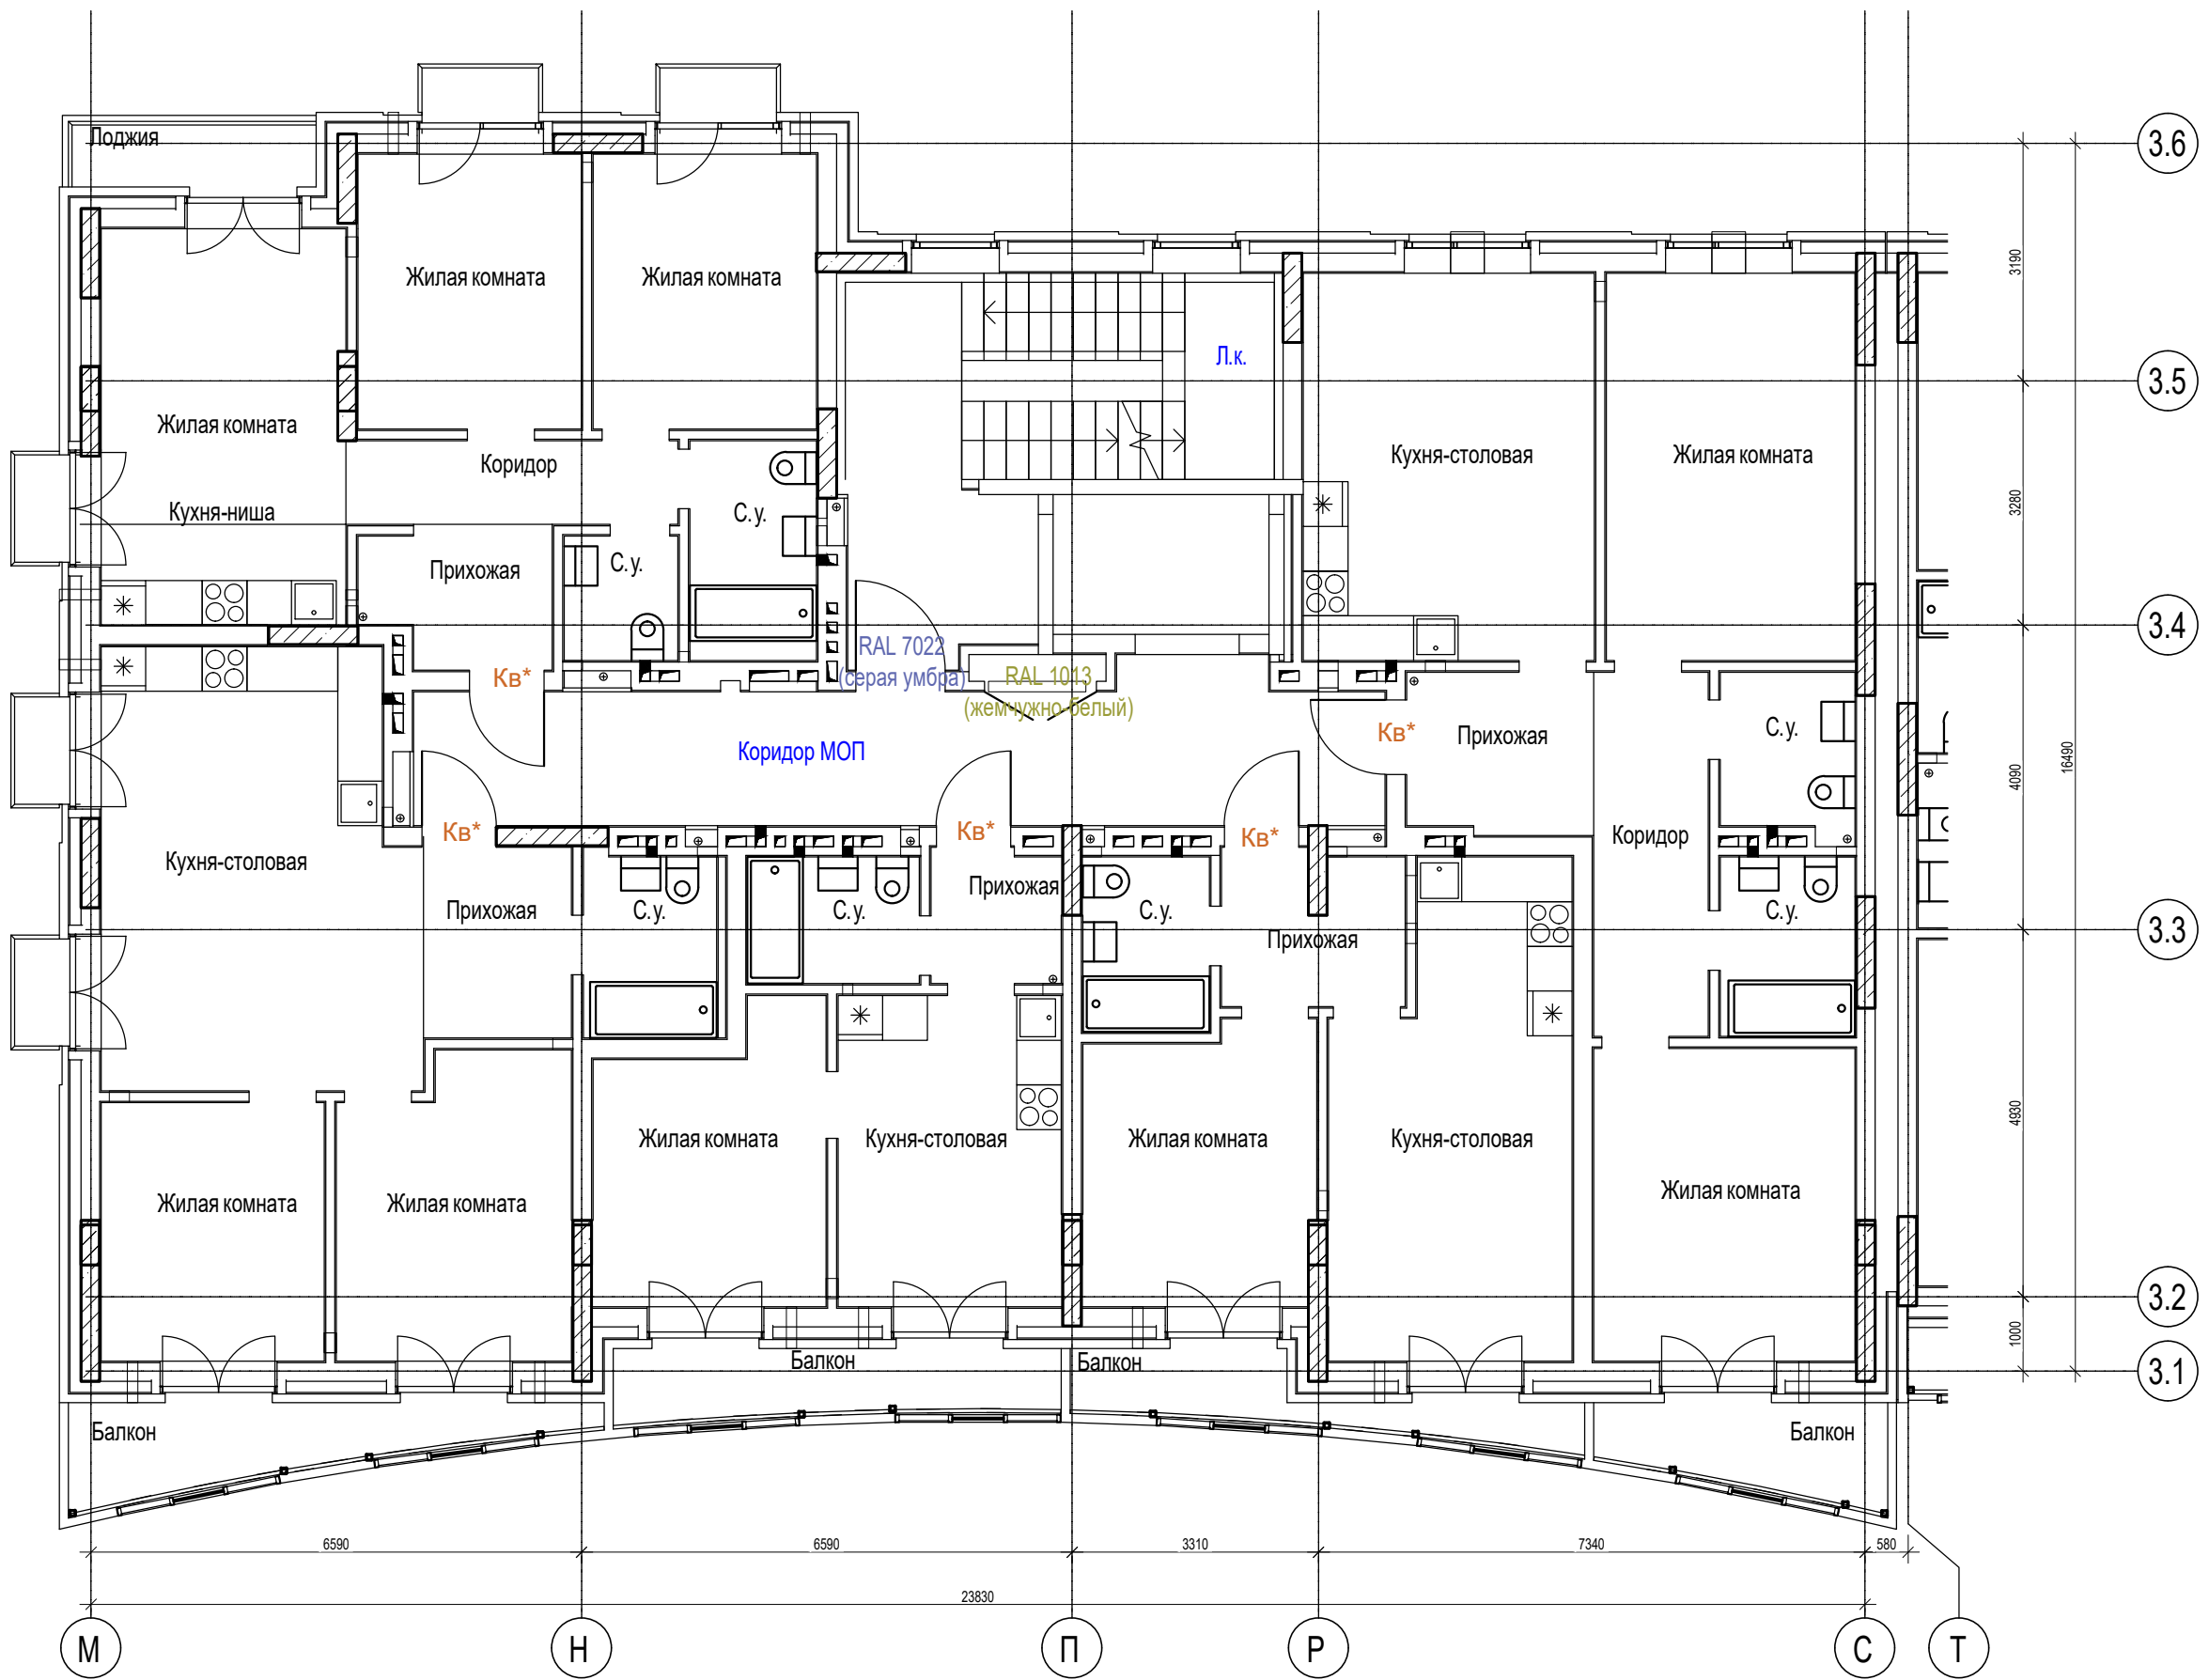 Лоджия
3.6
Жилая комната
Жилая комната
3190
Л.к.
3.5
Жилая комната
Коридор
Кухня-столовая
Жилая комната
Кухня-ниша
С.у.
3280
С.у.
Прихожая
3.4
RAL 7022
(серая умбра)
Кв*
RAL 1013
(жемчужно-белый)
Кв*
Прихожая
С.у.
Коридор МОП
4090
16490
Кв*
Кв*
Кв*
Коридор
Кухня-столовая
Прихожая
Прихожая
С.у.
С.у.
С.у.
С.у.
Прихожая
3.3
4930
Жилая комната
Кухня-столовая
Жилая комната
Кухня-столовая
Жилая комната
Жилая комната
Жилая комната
3.2
1000
Балкон
Балкон
3.1
Балкон
Балкон
6590
6590
3310
7340
580
23830
М
Н
П
Р
С
Т